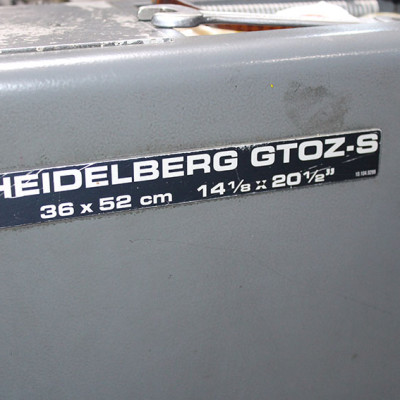 HEIDELBERG GTOZ-S
36 x 52 cm 14 1/8 x 20 1/2"